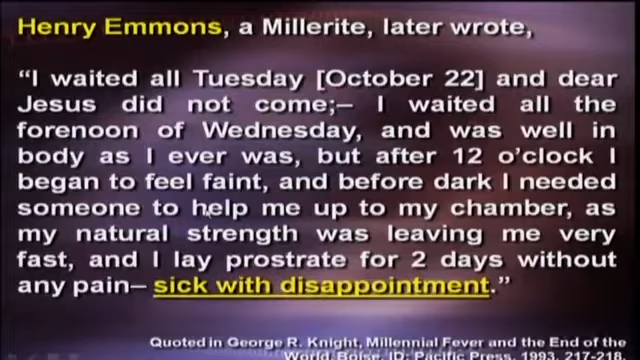 Henry Emmons, a Millerite, later wrote,
“I waited all Tuesday [October 22] and dear
Jesus did not come;– I waited all the
forenoon of Wednesday, and was well in
body as I ever was, but after 12 o’clock I
began to feel faint, and before dark I needed
someone to help me up to my chamber, as
my natural strength was leaving me very
fast, and I lay prostrate for 2 days without
any pain– sick with disappointment.”
Quoted in George R. Knight, Millennial Fever and the End of the
World, Boise, ID: Pacific Press, 1993, 217-218.